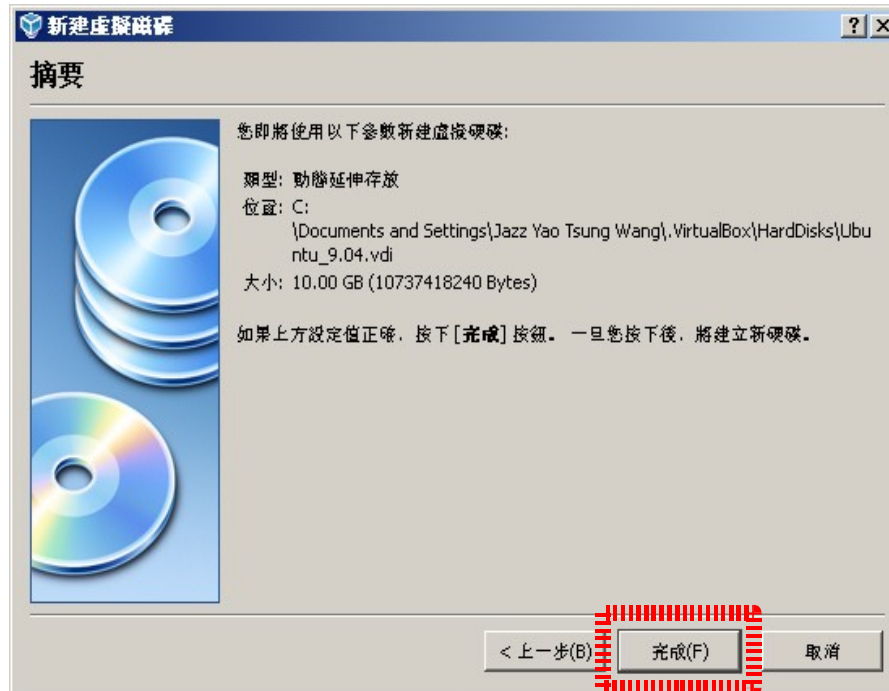 新建虛擬磁碟
摘要
您即將使用以下參數新建虛擬硬碟:
類型: 動態延伸存放
位置: C:
\Documents and Settings\Jazz Yao Tsung Wang\.VirtualBox\HardDisks\Ubu
ntu_9.04.vdi
大小: 10.00 GB (10737418240 Bytes)
如果上方設定值正確，按下 [完成] 按鈕。 一旦您按下後，將建立新硬碟。
< 上一步(B)
完成(F)
取消